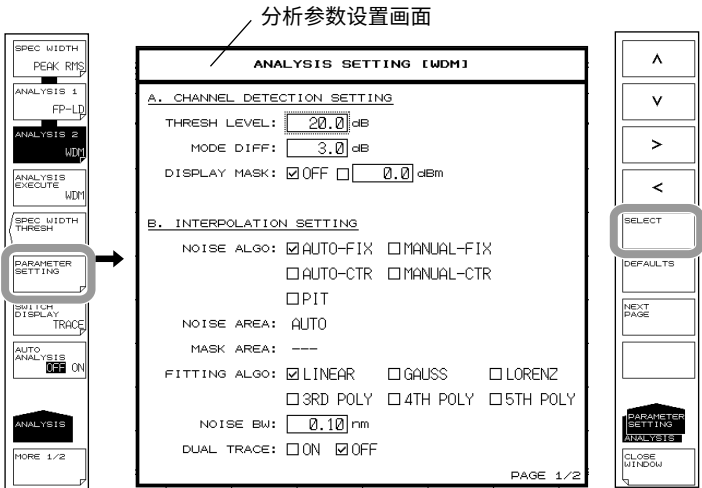 分析参数设置画面
SPEC WIDTH
PEAK RMS
ANALYSIS 1
FP-LD
ANALYSIS 2
WDM
ANALYSIS
EXECUTE
WDM
SPEC WIDTH
THRESH
PARAMETER
SETTING
SWITCH
DISPLAY
TRACE
AUTO
ANALYSIS
OFF ON
ANALYSIS
MORE 1/2
ANALYSIS SETTING [WDM]
A. CHANNEL DETECTION SETTING
THRESH LEVEL: 20.0 dB
MODE DIFF: 3.0 dB
DISPLAY MASK: ☑OFF ☐ 0.0 dBm
B. INTERPOLATION SETTING
NOISE ALGO: ☑AUTO-FIX ☐MANUAL-FIX
☐AUTO-CTR ☐MANUAL-CTR
☐PIT
NOISE AREA: AUTO
MASK AREA: ---
FITTING ALGO: ☑LINEAR ☐GAUSS ☐LORENZ
☐3RD POLY ☐4TH POLY ☐5TH POLY
NOISE BW: 0.10 nm
DUAL TRACE: ☐ON ☑OFF
PAGE 1/2
∧
∨
>
<
SELECT
DEFAULTS
NEXT
PAGE
PARAMETER
SETTING
ANALYSIS
CLOSE
WINDOW